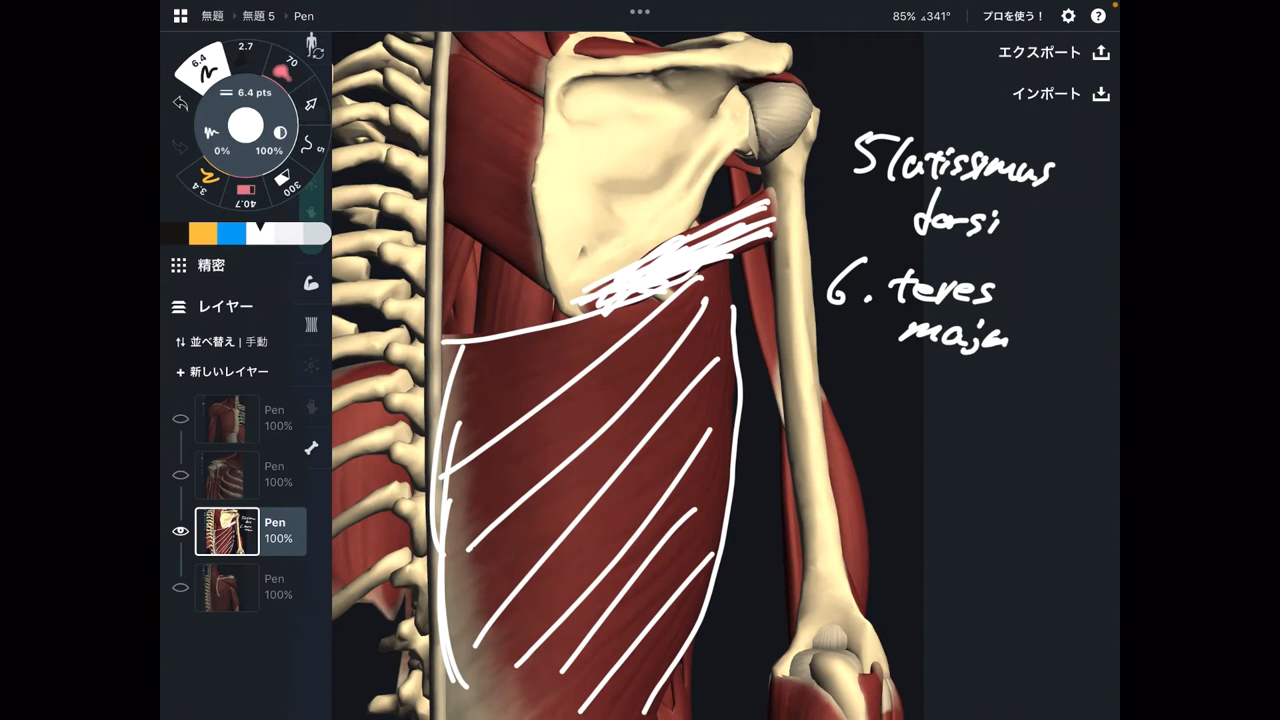 無題 › 無題 5 › Pen
85% ⊿341°
プロを使う！
エクスポート
インポート
6.4
2.7
70
5
300
40.7
3.4
6.4 pts
0%
100%
精密
レイヤー
並べ替え | 手動
+ 新しいレイヤー
Pen
100%
Pen
100%
Pen
100%
Pen
100%
5 latissimus
dorsi
6. teres
major